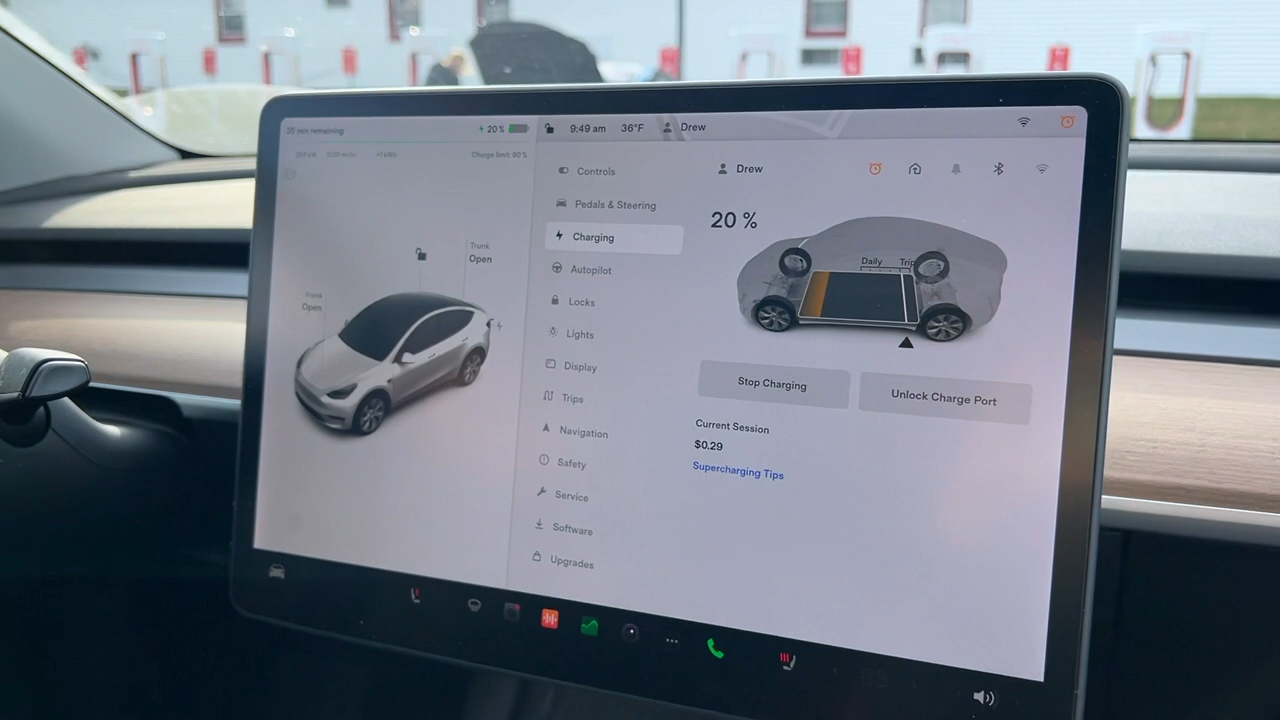 35 min remaining
20 %
9:49 am
36°F
Drew
Charge limit: 90 %
Trunk
Open
Frunk
Open
Controls
Pedals & Steering
Charging
Autopilot
Locks
Lights
Display
Trips
Navigation
Safety
Service
Software
Upgrades
Drew
20 %
Daily
Trip
Stop Charging
Unlock Charge Port
Current Session
$0.29
Supercharging Tips